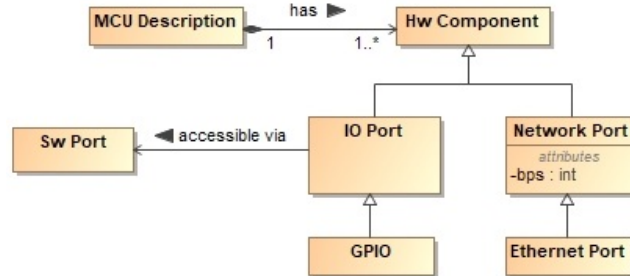 has
MCU Description
Hw Component
1
1..*
accessible via
IO Port
Network Port
Sw Port
attributes
-bps : int
GPIO
Ethernet Port